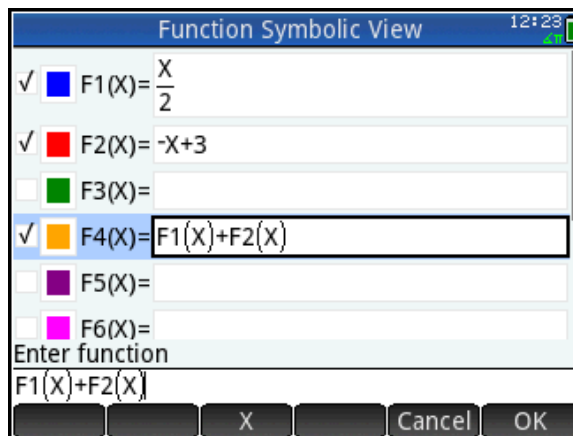 Function Symbolic View 12:23
∡π
√ F1(X)= X/2
√ F2(X)= -X+3
F3(X)=
√ F4(X)= F1(X)+F2(X)
F5(X)=
F6(X)=
Enter function
F1(X)+F2(X)
X Cancel OK